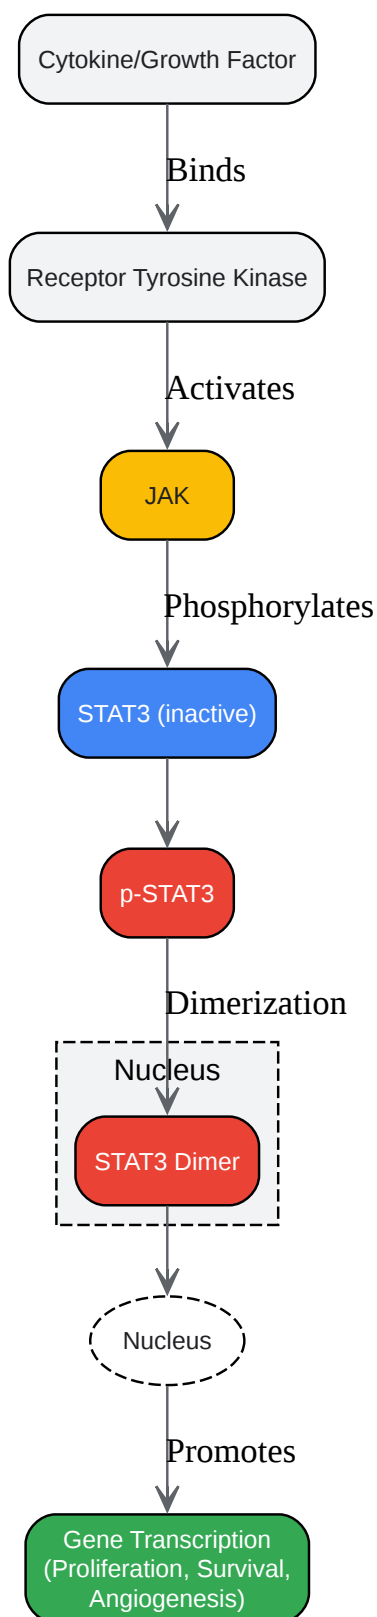 Cytokine/Growth Factor
Binds
Receptor Tyrosine Kinase
Activates
JAK
Phosphorylates
STAT3 (inactive)
p-STAT3
Dimerization
Nucleus
STAT3 Dimer
Nucleus
Promotes
Gene Transcription
(Proliferation, Survival,
Angiogenesis)